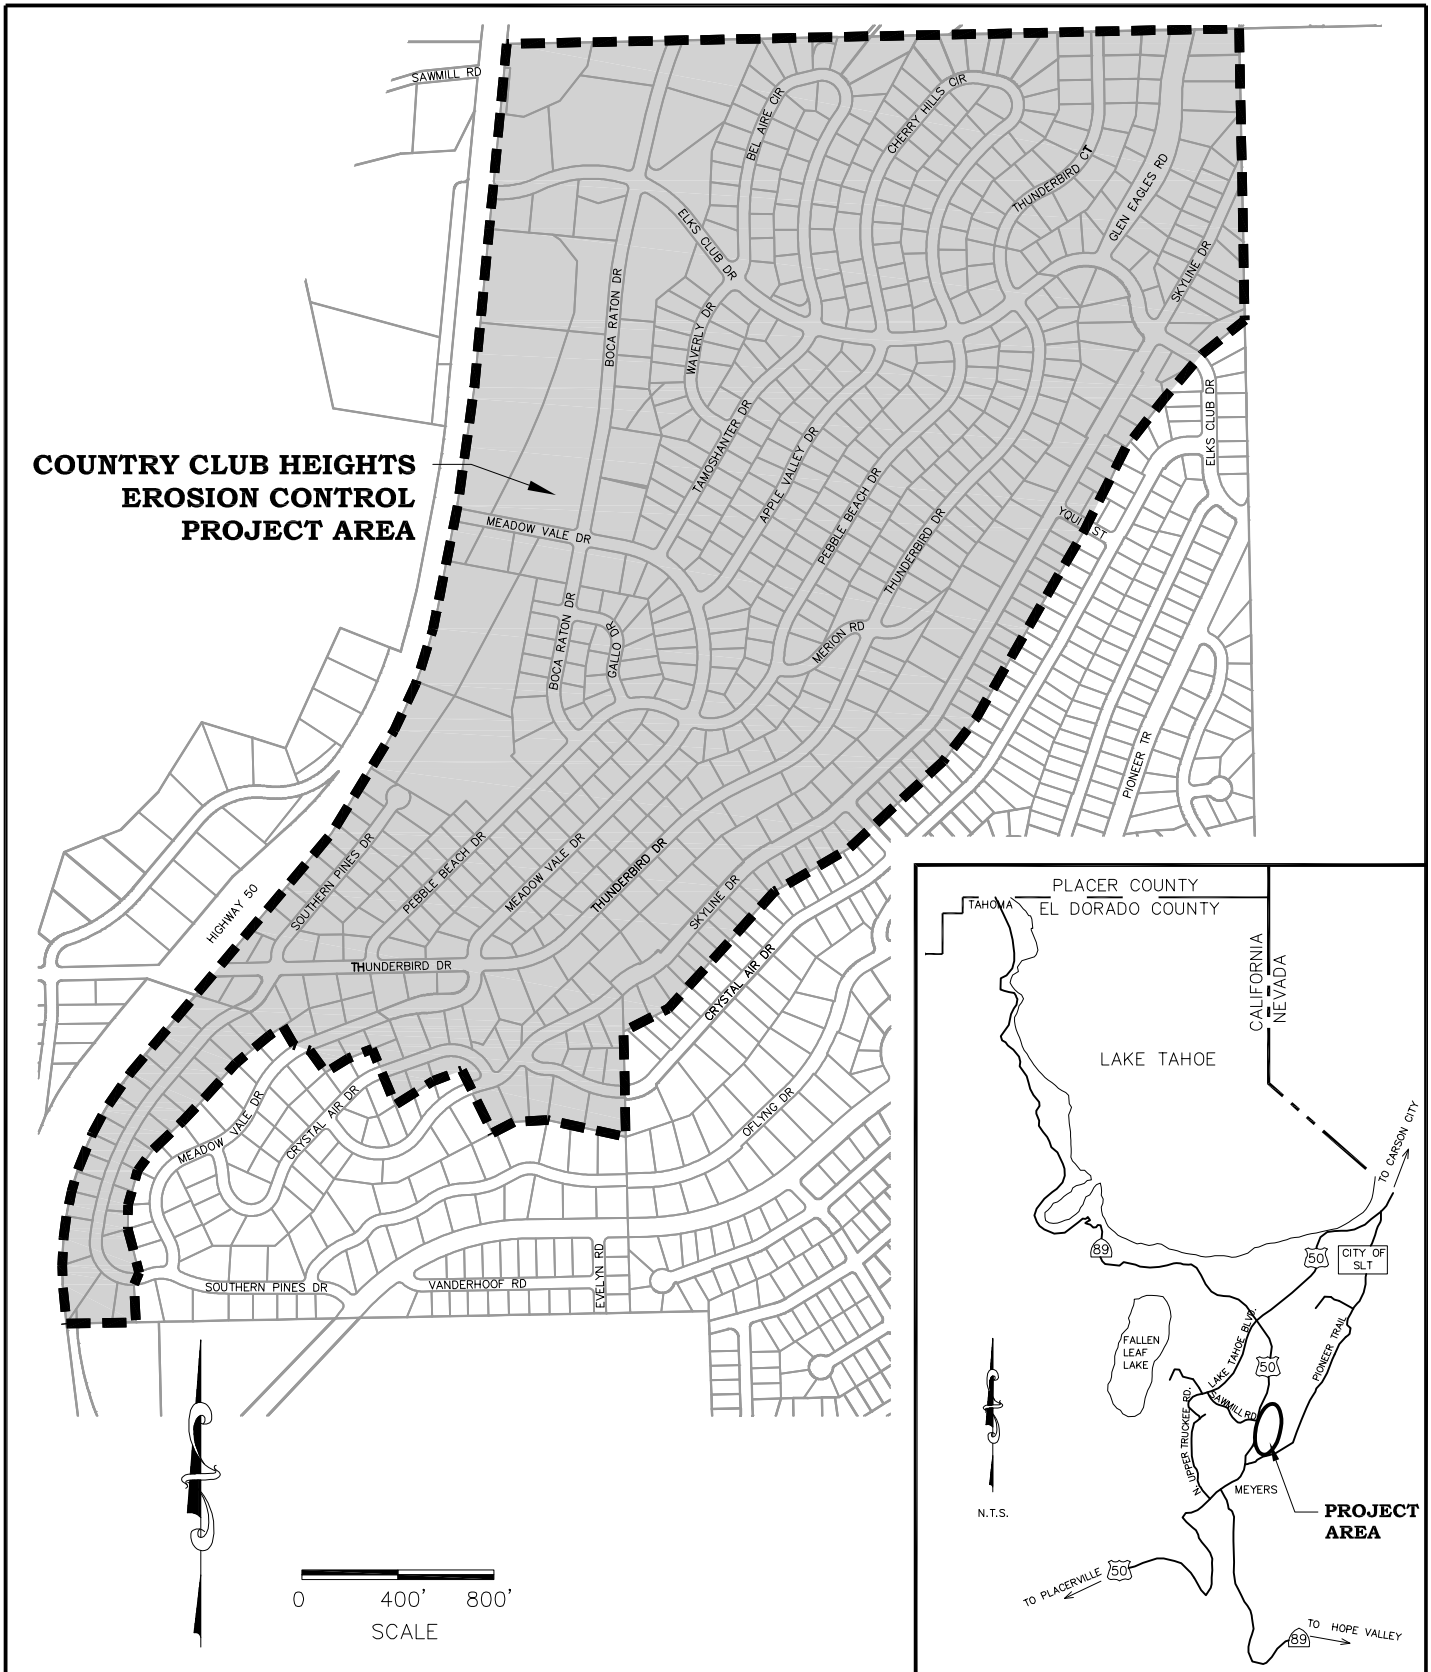 SAWMILL RD
BEL AIRE CIR
CHERRY HILLS CIR
THUNDERBIRD CT
GLEN EAGLES RD
SKYLINE DR
ELKS CLUB DR
BOCA RATON DR
WAVERLY DR
ELKS CLUB DR
TAMOSHANTER DR
APPLE VALLEY DR
PEBBLE BEACH DR
THUNDERBIRD DR
COUNTRY CLUB HEIGHTS
EROSION CONTROL
PROJECT AREA
MEADOW VALE DR
YQUI ST
BOCA RATON DR
GALLO DR
MERION RD
PIONEER TR
HIGHWAY 50
SOUTHERN PINES DR
PEBBLE BEACH DR
MEADOW VALE DR
THUNDERBIRD DR
SKYLINE DR
THUNDERBIRD DR
CRYSTAL AIR DR
MEADOW VALE DR
CRYSTAL AIR DR
OFLYNG DR
SOUTHERN PINES DR
VANDERHOOF RD
EVELYN RD
0 400' 800'
SCALE
PLACER COUNTY
TAHOMA
EL DORADO COUNTY
CALIFORNIA
NEVADA
LAKE TAHOE
TO CARSON CITY
89
50
CITY OF
SLT
FALLEN
LEAF
LAKE
LAKE TAHOE BLVD.
50
PIONEER TRAIL
SAWMILL RD.
N. UPPER TRUCKEE RD.
MEYERS
N.T.S.
PROJECT
AREA
TO PLACERVILLE
50
89
TO HOPE VALLEY